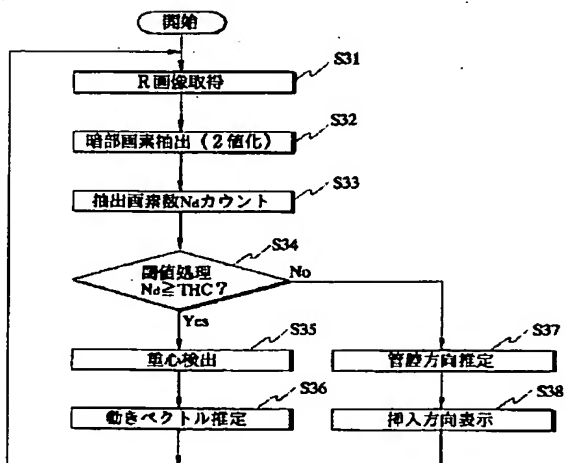 開始
S31
R画像取得
S32
暗部画素抽出（2値化）
S33
抽出画素数Ndカウント
S34
閾値処理
Nd≧THC？
No
Yes
S35
重心検出
S37
管腔方向推定
S36
動きベクトル推定
S38
挿入方向表示